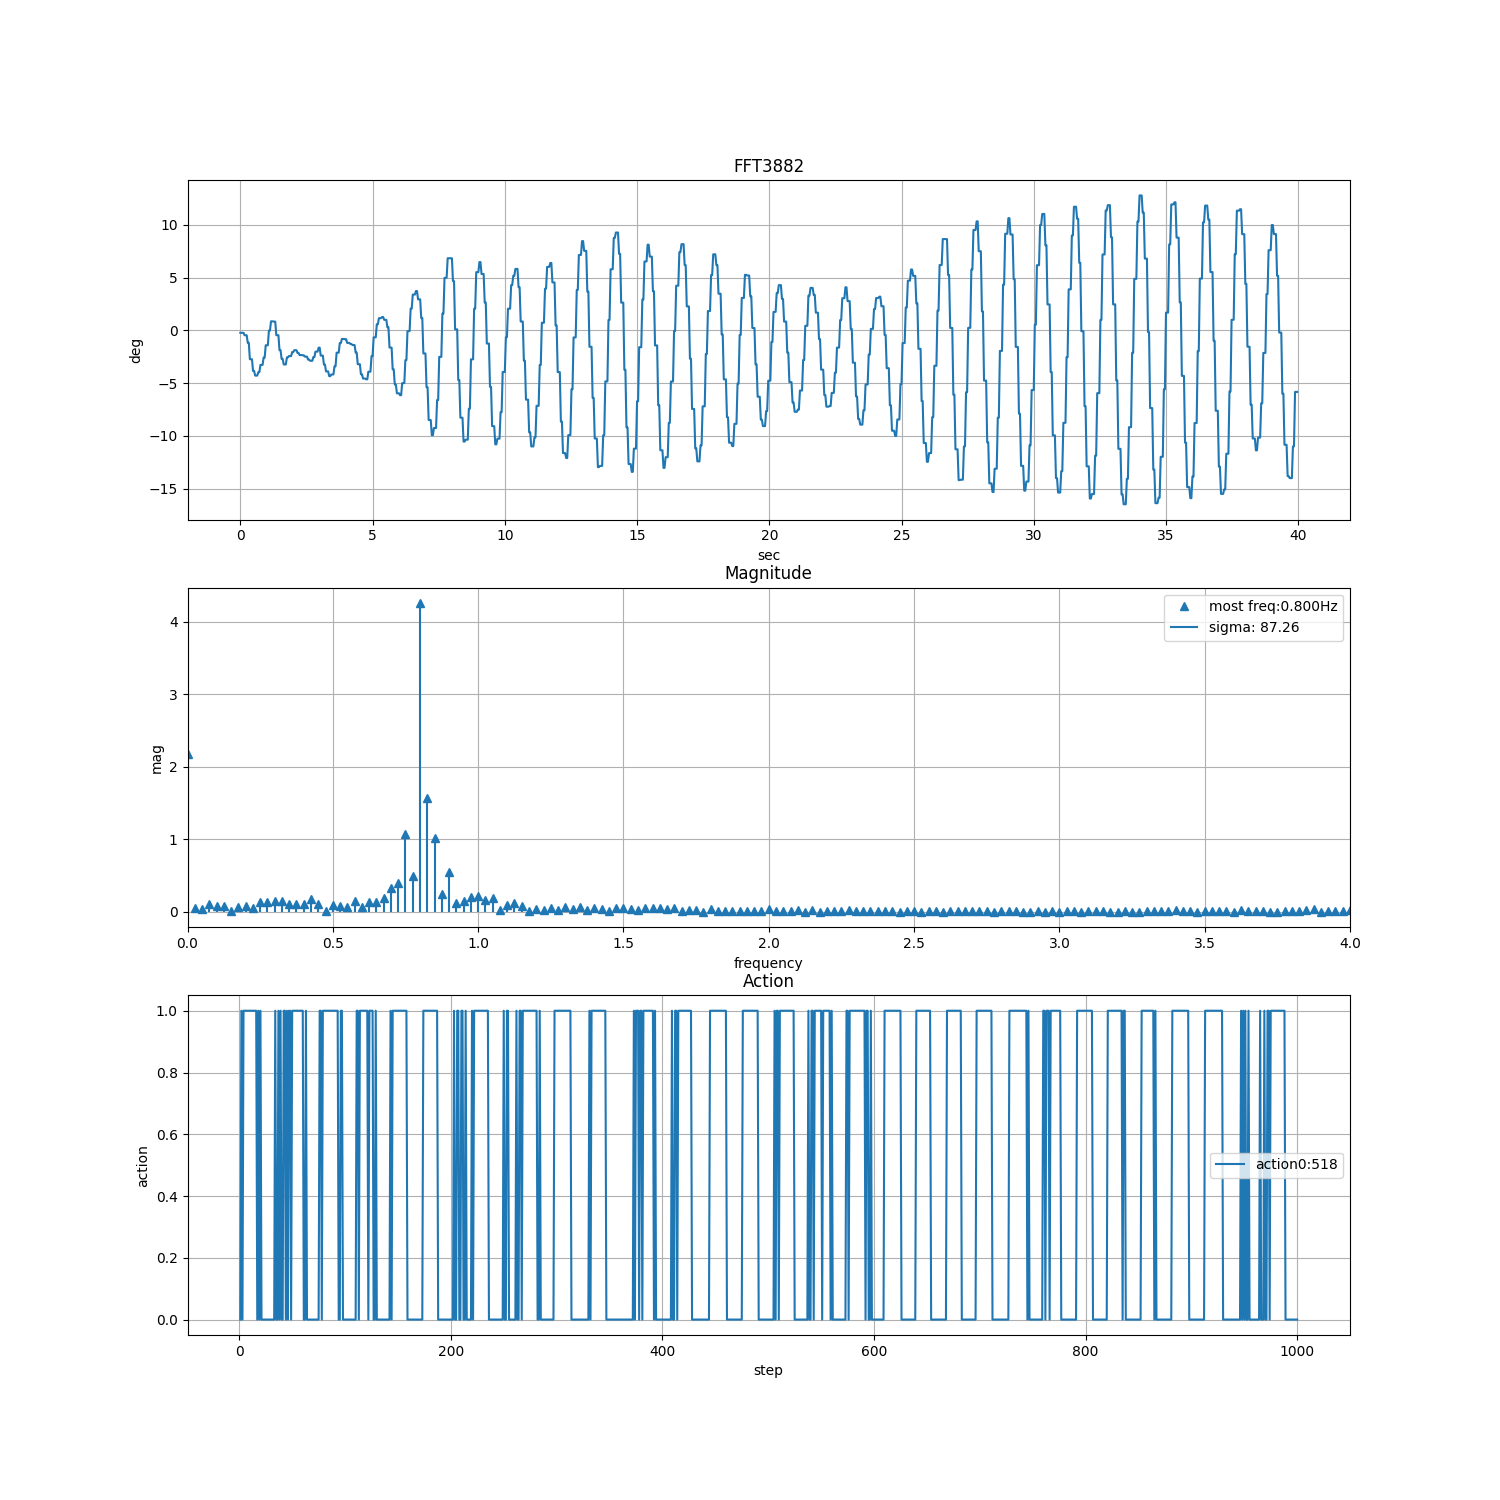 FFT3882
deg
10
5
0
−5
−10
−15
0 5 10 15 20 25 30 35 40
sec
Magnitude
mag
4
3
2
1
0
most freq:0.800Hz
sigma: 87.26
0.0 0.5 1.0 1.5 2.0 2.5 3.0 3.5 4.0
frequency
Action
action
1.0
0.8
0.6
0.4
0.2
0.0
action0:518
0 200 400 600 800 1000
step